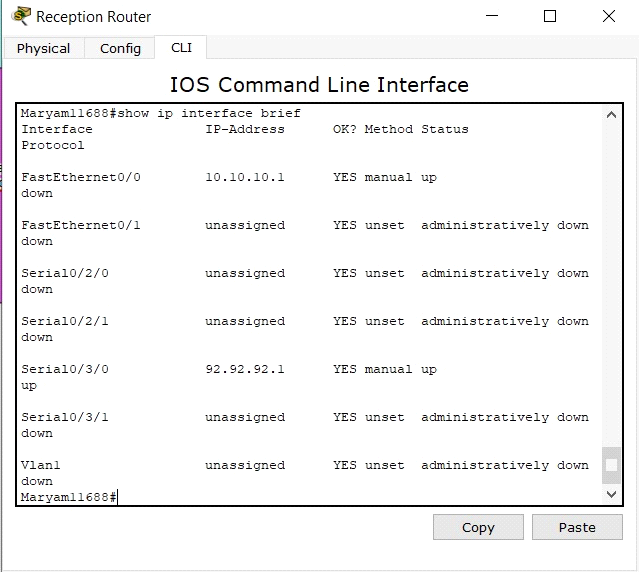 Reception Router
Physical Config CLI
IOS Command Line Interface
Maryam11688#show ip interface brief
Interface IP-Address OK? Method Status
Protocol
FastEthernet0/0 10.10.10.1 YES manual up
down
FastEthernet0/1 unassigned YES unset administratively down
down
Serial0/2/0 unassigned YES unset administratively down
down
Serial0/2/1 unassigned YES unset administratively down
down
Serial0/3/0 92.92.92.1 YES manual up
up
Serial0/3/1 unassigned YES unset administratively down
down
Vlan1 unassigned YES unset administratively down
down
Maryam11688#
Copy Paste